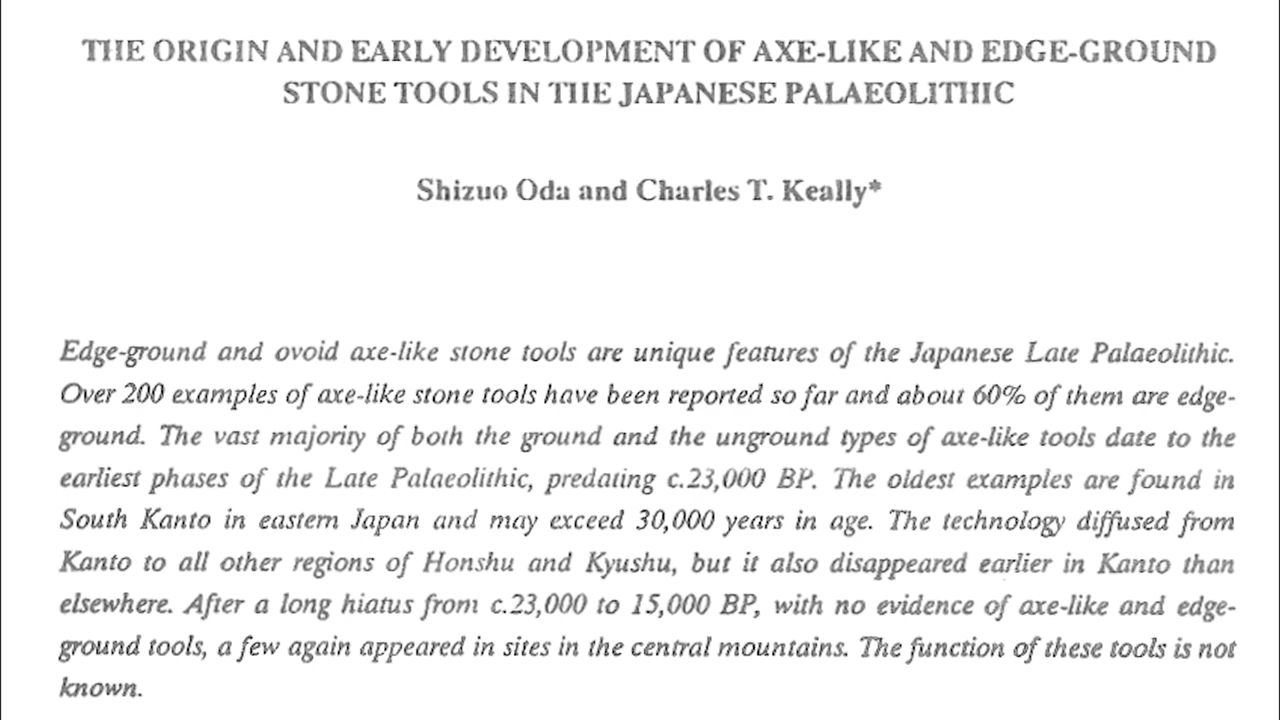 THE ORIGIN AND EARLY DEVELOPMENT OF AXE-LIKE AND EDGE-GROUND
STONE TOOLS IN THE JAPANESE PALAEOLITHIC
Shizuo Oda and Charles T. Keally*
Edge-ground and ovoid axe-like stone tools are unique features of the Japanese Late Palaeolithic.
Over 200 examples of axe-like stone tools have been reported so far and about 60% of them are edge-
ground. The vast majority of both the ground and the unground types of axe-like tools date to the
earliest phases of the Late Palaeolithic, predating c.23,000 BP. The oldest examples are found in
South Kanto in eastern Japan and may exceed 30,000 years in age. The technology diffused from
Kanto to all other regions of Honshu and Kyushu, but it also disappeared earlier in Kanto than
elsewhere. After a long hiatus from c.23,000 to 15,000 BP, with no evidence of axe-like and edge-
ground tools, a few again appeared in sites in the central mountains. The function of these tools is not
known.